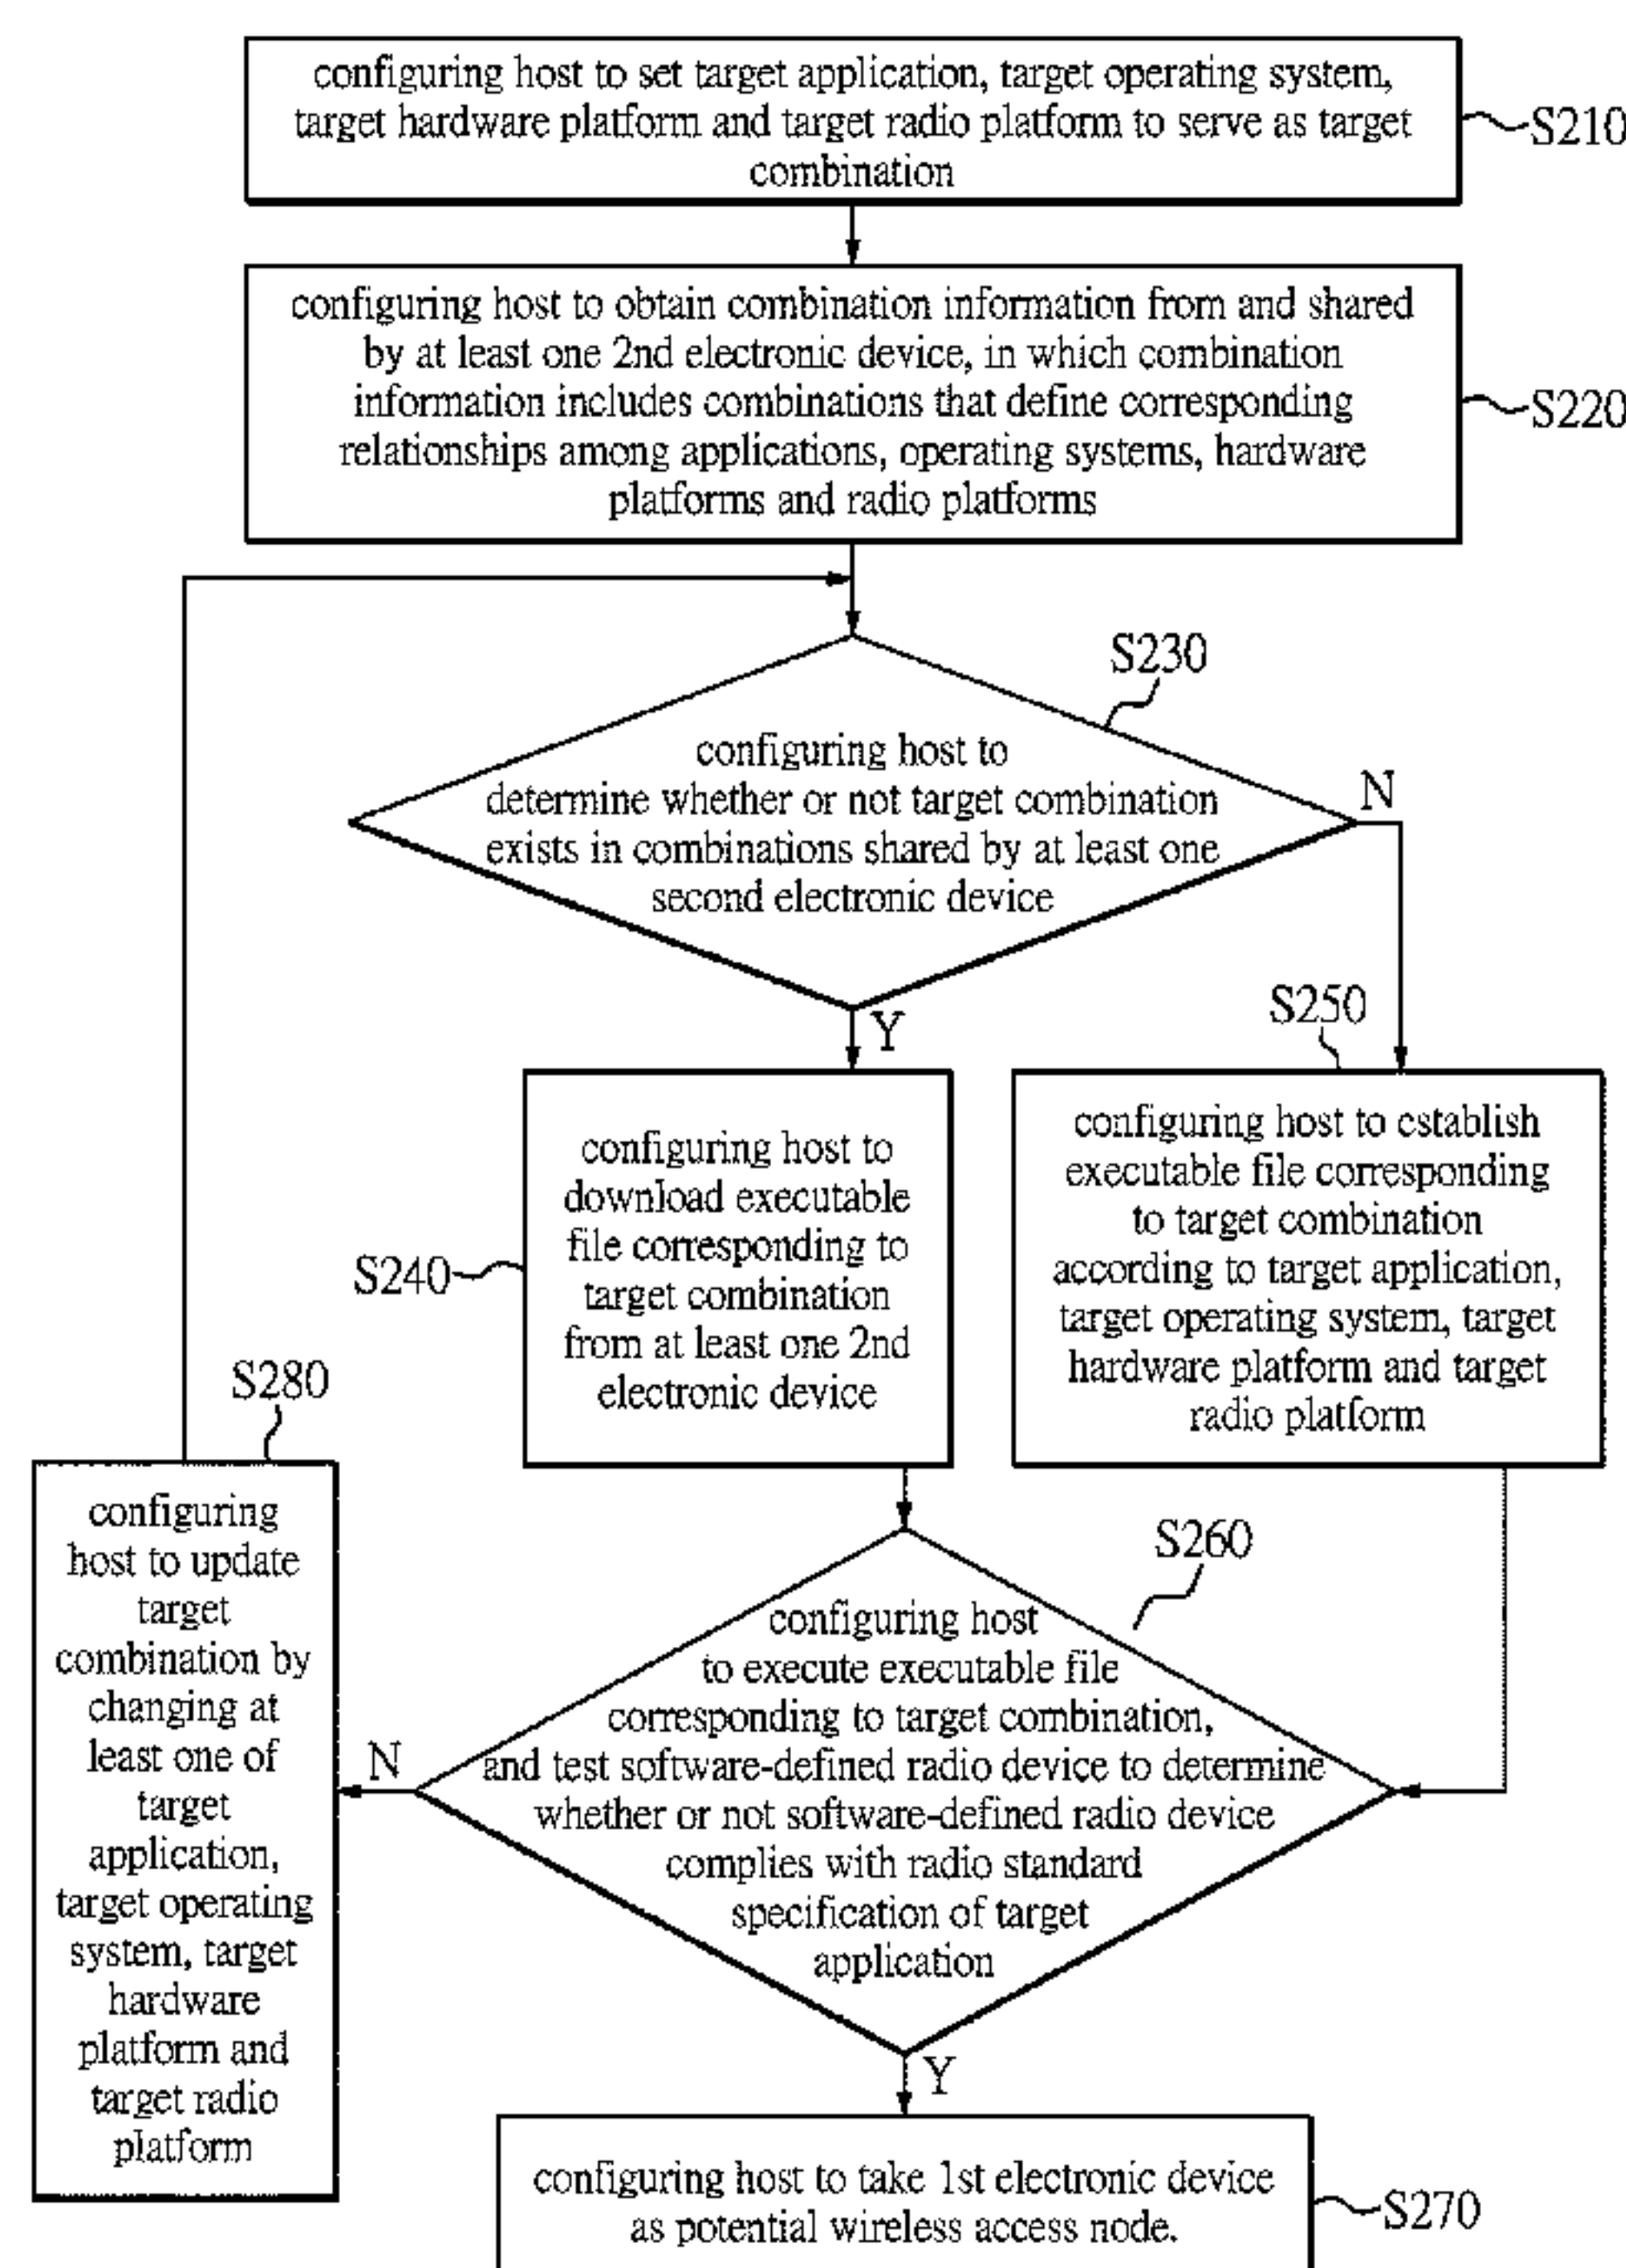 configuring host to set target application, target operating system,
target hardware platform and target radio platform to serve as target
combination
S210
configuring host to obtain combination information from and shared
by at least one 2nd electronic device, in which combination
information includes combinations that define corresponding
relationships among applications, operating systems, hardware
platforms and radio platforms
S220
S230
configuring host to
determine whether or not target combination
exists in combinations shared by at least one
second electronic device
N
Y
S240
configuring host to
download executable
file corresponding to
target combination
from at least one 2nd
electronic device
S250
configuring host to establish
executable file corresponding
to target combination
according to target application,
target operating system, target
hardware platform and target
radio platform
S260
configuring host
to execute executable file
corresponding to target combination,
and test software-defined radio device to determine
whether or not software-defined radio device
complies with radio standard
specification of target
application
N
Y
S280
configuring
host to update
target
combination by
changing at
least one of
target
application,
target operating
system, target
hardware
platform and
target radio
platform
configuring host to take 1st electronic device
as potential wireless access node.
S270